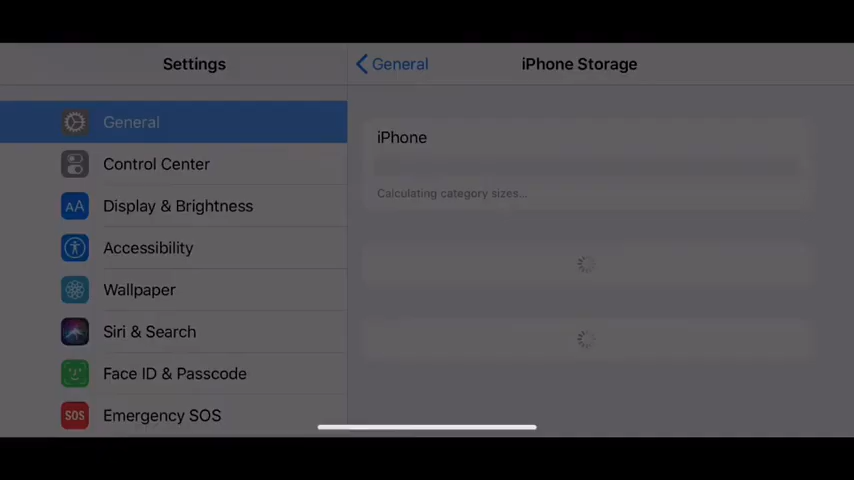 Settings
General
iPhone Storage
General
Control Center
AA Display & Brightness
Accessibility
Wallpaper
Siri & Search
Face ID & Passcode
SOS Emergency SOS
iPhone
Calculating category sizes...